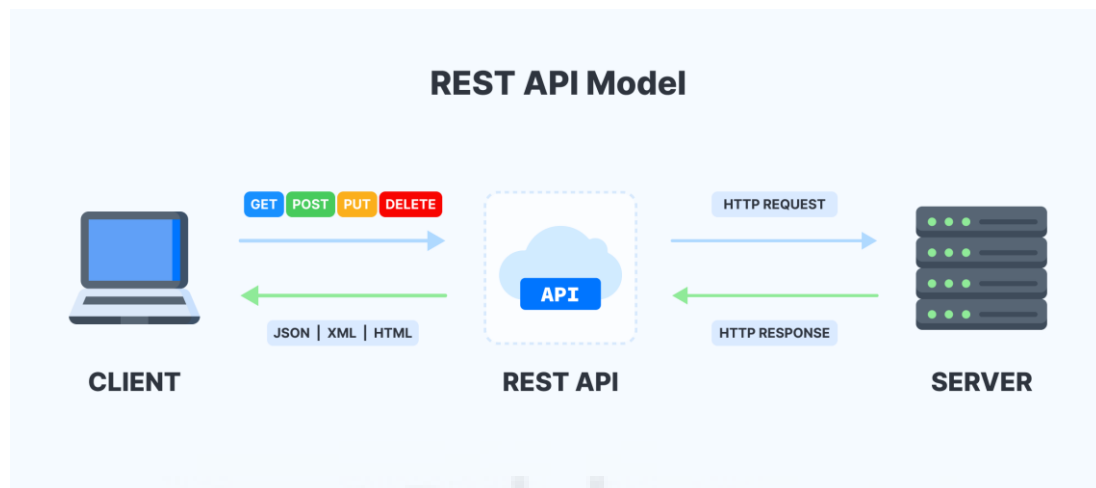 REST API Model
GET POST PUT DELETE
HTTP REQUEST
API
JSON | XML | HTML
HTTP RESPONSE
CLIENT
REST API
SERVER